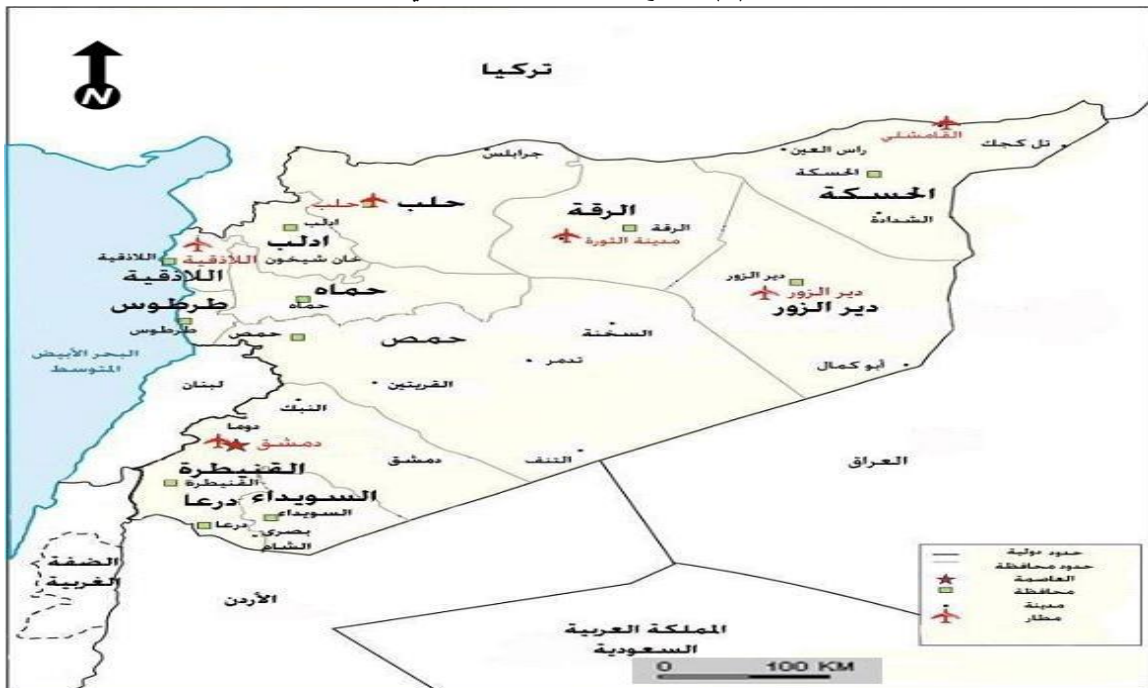 تركيا
N
القامشلي
تل كجك
راس العين
جرابلس
الحسكة
الحسكة
الشدادة
حلب
حلب
الرقة
الرقة
مدينة الثورة
ادلب
ادلب
خان شيخون
اللاذقية
اللاذقية
اللاذقية
دير الزور
دير الزور
دير الزور
حماه
حماه
طرطوس
طرطوس
حمص
حمص
السخنة
تدمر
أبو كمال
البحر الأبيض
المتوسط
لبنان
القريتين
النبك
دوما
دمشق
دمشق
التنف
العراق
القنيطرة
القنيطرة
السويداء
السويداء
درعا
درعا
بصرى
الشام
الضفة
الغربية
الأردن
المملكة العربية
السعودية
حدود دولية
حدود محافظة
العاصمة
محافظة
مدينة
مطار
0 100 KM